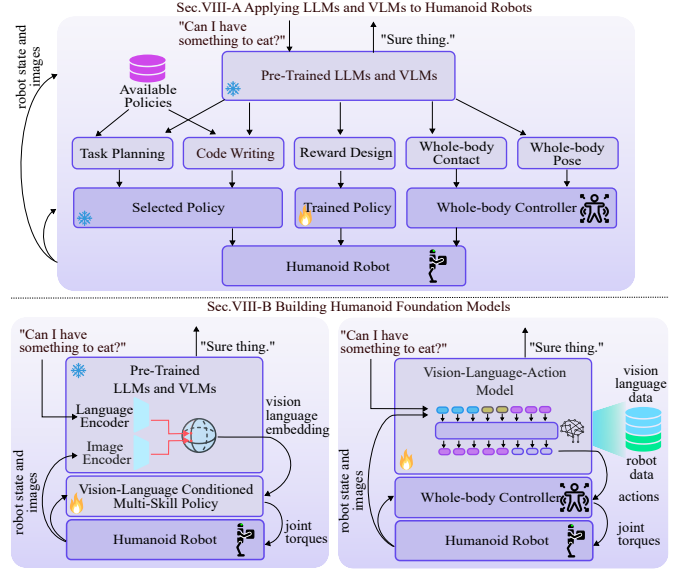 Sec.VIII-A Applying LLMs and VLMs to Humanoid Robots
robot state and
images
"Can I have
something to eat?"
"Sure thing."
Pre-Trained LLMs and VLMs
Available
Policies
Task Planning
Code Writing
Reward Design
Whole-body
Contact
Whole-body
Pose
Selected Policy
Trained Policy
Whole-body Controller
Humanoid Robot
Sec.VIII-B Building Humanoid Foundation Models
"Can I have
something to eat?"
"Sure thing."
Pre-Trained
LLMs and VLMs
Language
Encoder
Image
Encoder
vision
language
embedding
robot state and
images
Vision-Language Conditioned
Multi-Skill Policy
Humanoid Robot
joint
torques
"Can I have
something to eat?"
"Sure thing."
Vision-Language-Action
Model
vision
language
data
robot
data
robot state and
images
Whole-body Controller
actions
Humanoid Robot
joint
torques